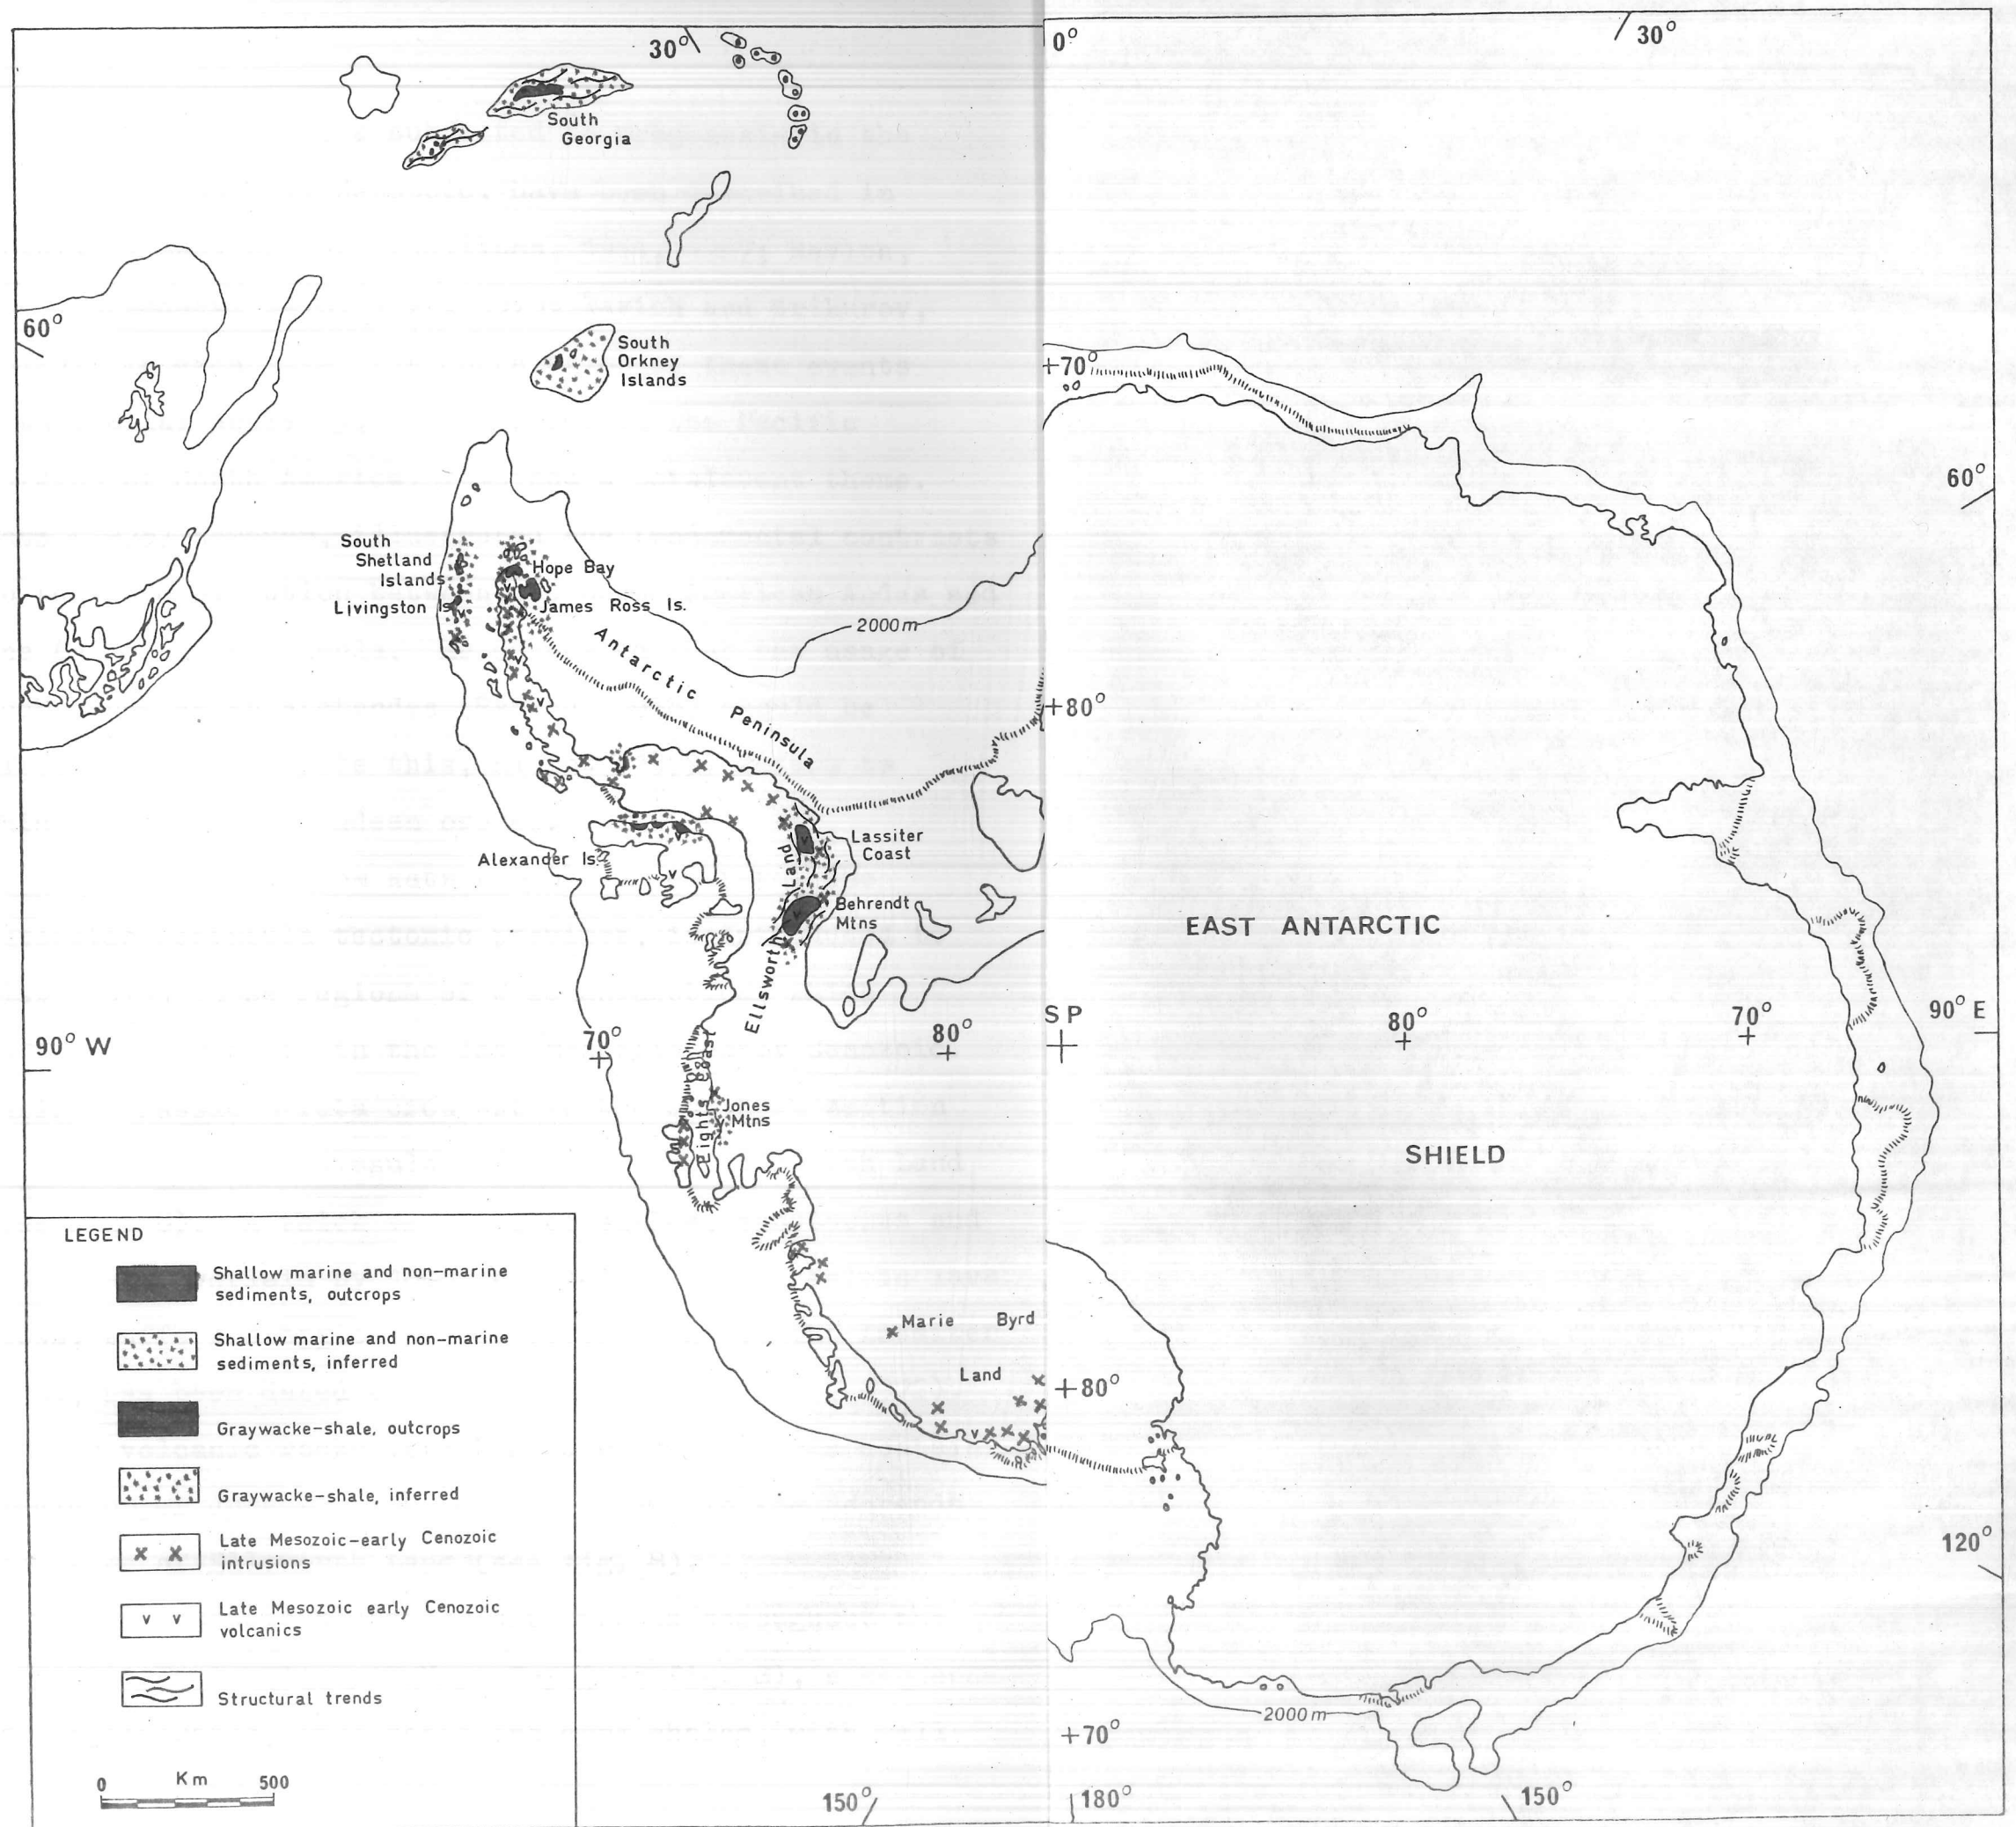 30°
0°
30°
South
Georgia
60°
South
Orkney
Islands
+70°
60°
South
Shetland
Islands
Livingston Is.
Hope Bay
James Ross Is.
2000m
Antarctic Peninsula
+80°
Alexander Is.
Lassiter
Coast
Behrendt
Mtns
Ellsworth Land
EAST ANTARCTIC
SHIELD
90° W
70°
80°
SP
80°
70°
90° E
Eights Coast
Jones
Mtns
Marie Byrd
Land
+80°
LEGEND
Shallow marine and non-marine
sediments, outcrops
Shallow marine and non-marine
sediments, inferred
Graywacke-shale, outcrops
Graywacke-shale, inferred
Late Mesozoic-early Cenozoic
intrusions
Late Mesozoic early Cenozoic
volcanics
Structural trends
0 Km 500
120°
2000m
+70°
150°
180°
150°